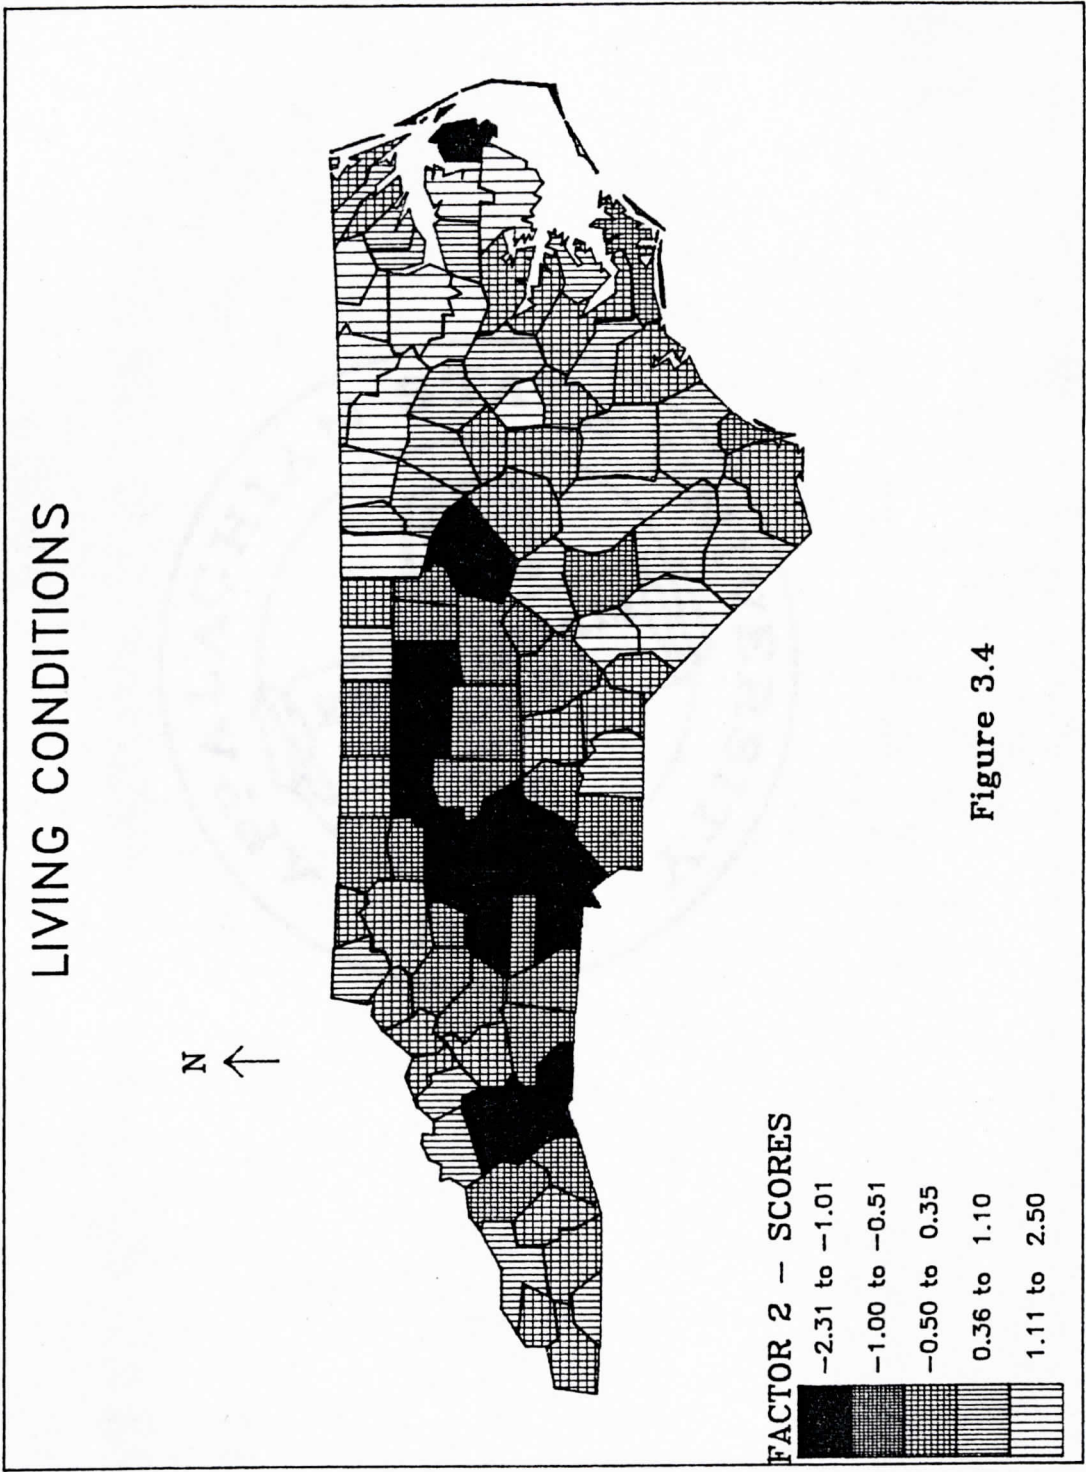 LIVING CONDITIONS
N
FACTOR 2 – SCORES
−2.31 to −1.01
−1.00 to −0.51
−0.50 to 0.35
0.36 to 1.10
1.11 to 2.50
Figure 3.4